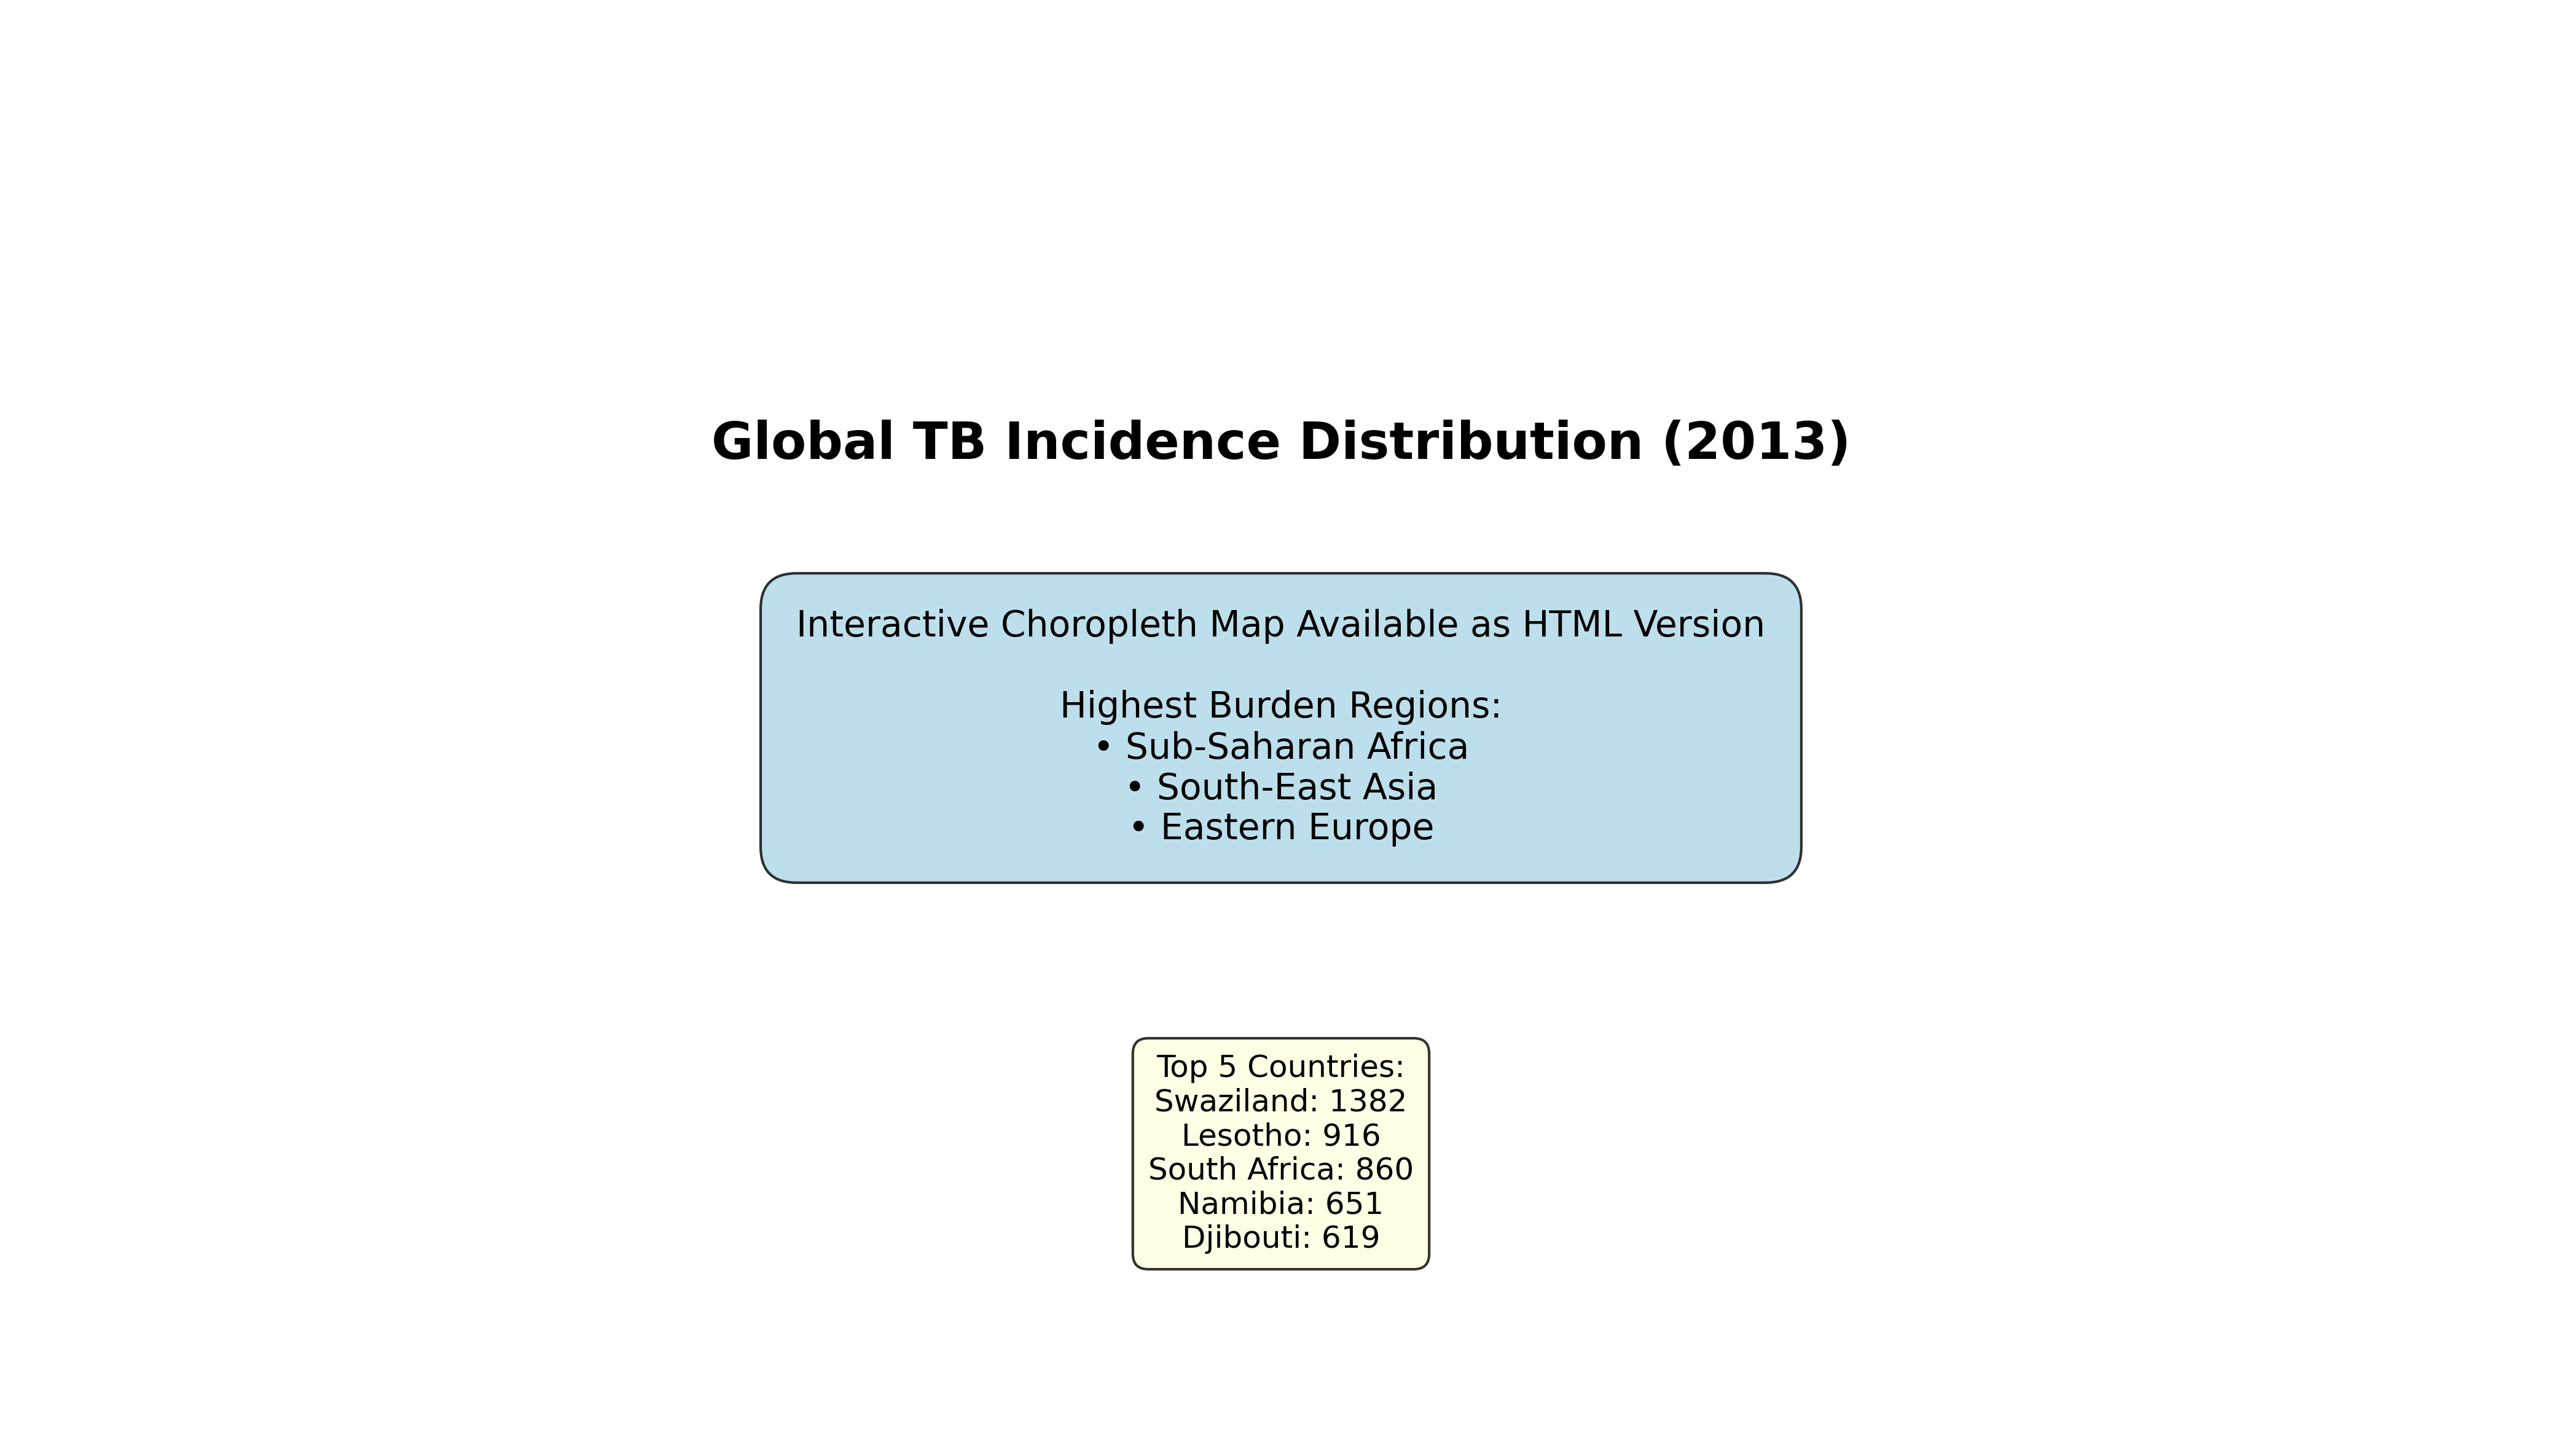 Global TB Incidence Distribution (2013)
Interactive Choropleth Map Available as HTML Version
Highest Burden Regions:
• Sub-Saharan Africa
• South-East Asia
• Eastern Europe
Top 5 Countries:
Swaziland: 1382
Lesotho: 916
South Africa: 860
Namibia: 651
Djibouti: 619